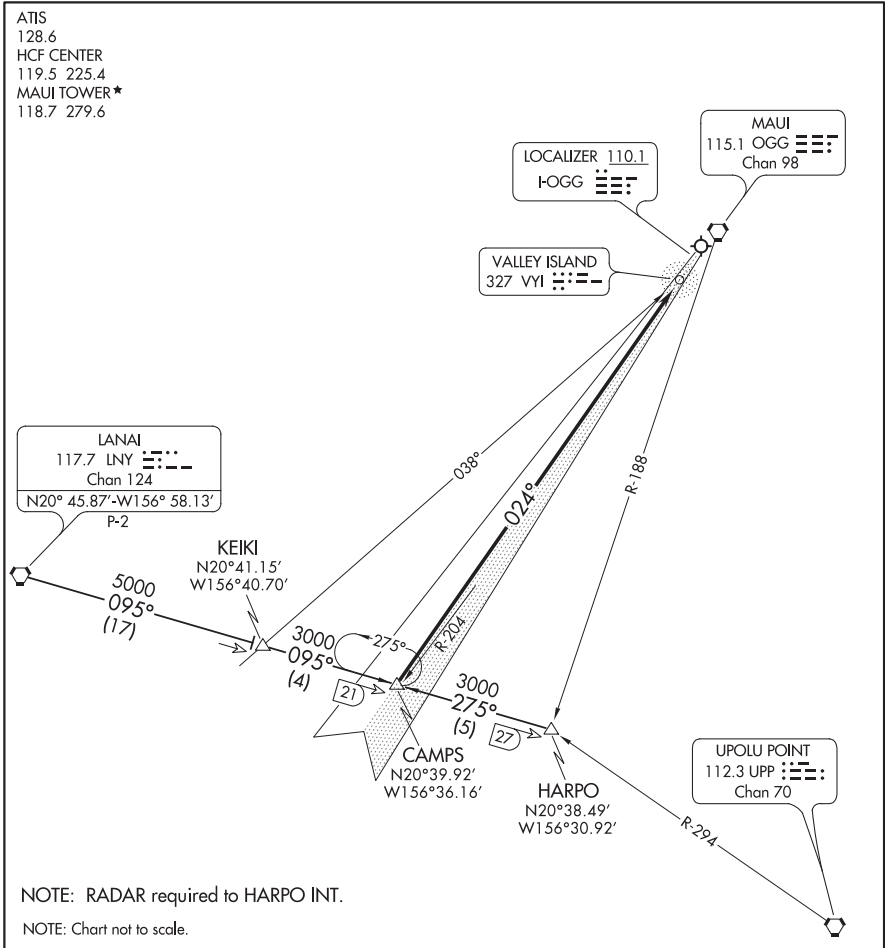 ATIS
128.6
HCF CENTER
119.5 225.4
MAUI TOWER★
118.7 279.6
MAUI
115.1 OGG
Chan 98
LOCALIZER 110.1
I-OGG
VALLEY ISLAND
327 VYI
LANAI
117.7 LNY
Chan 124
N20° 45.87'-W156° 58.13'
P-2
038°
024°
R-188
KEIKI
N20°41.15'
W156°40.70'
5000
095°
(17)
3000
095°
(4)
275°
R-204
21
3000
275°
(5)
27
CAMPS
N20°39.92'
W156°36.16'
HARPO
N20°38.49'
W156°30.92'
UPOLU POINT
112.3 UPP
Chan 70
R-294
NOTE: RADAR required to HARPO INT.
NOTE: Chart not to scale.